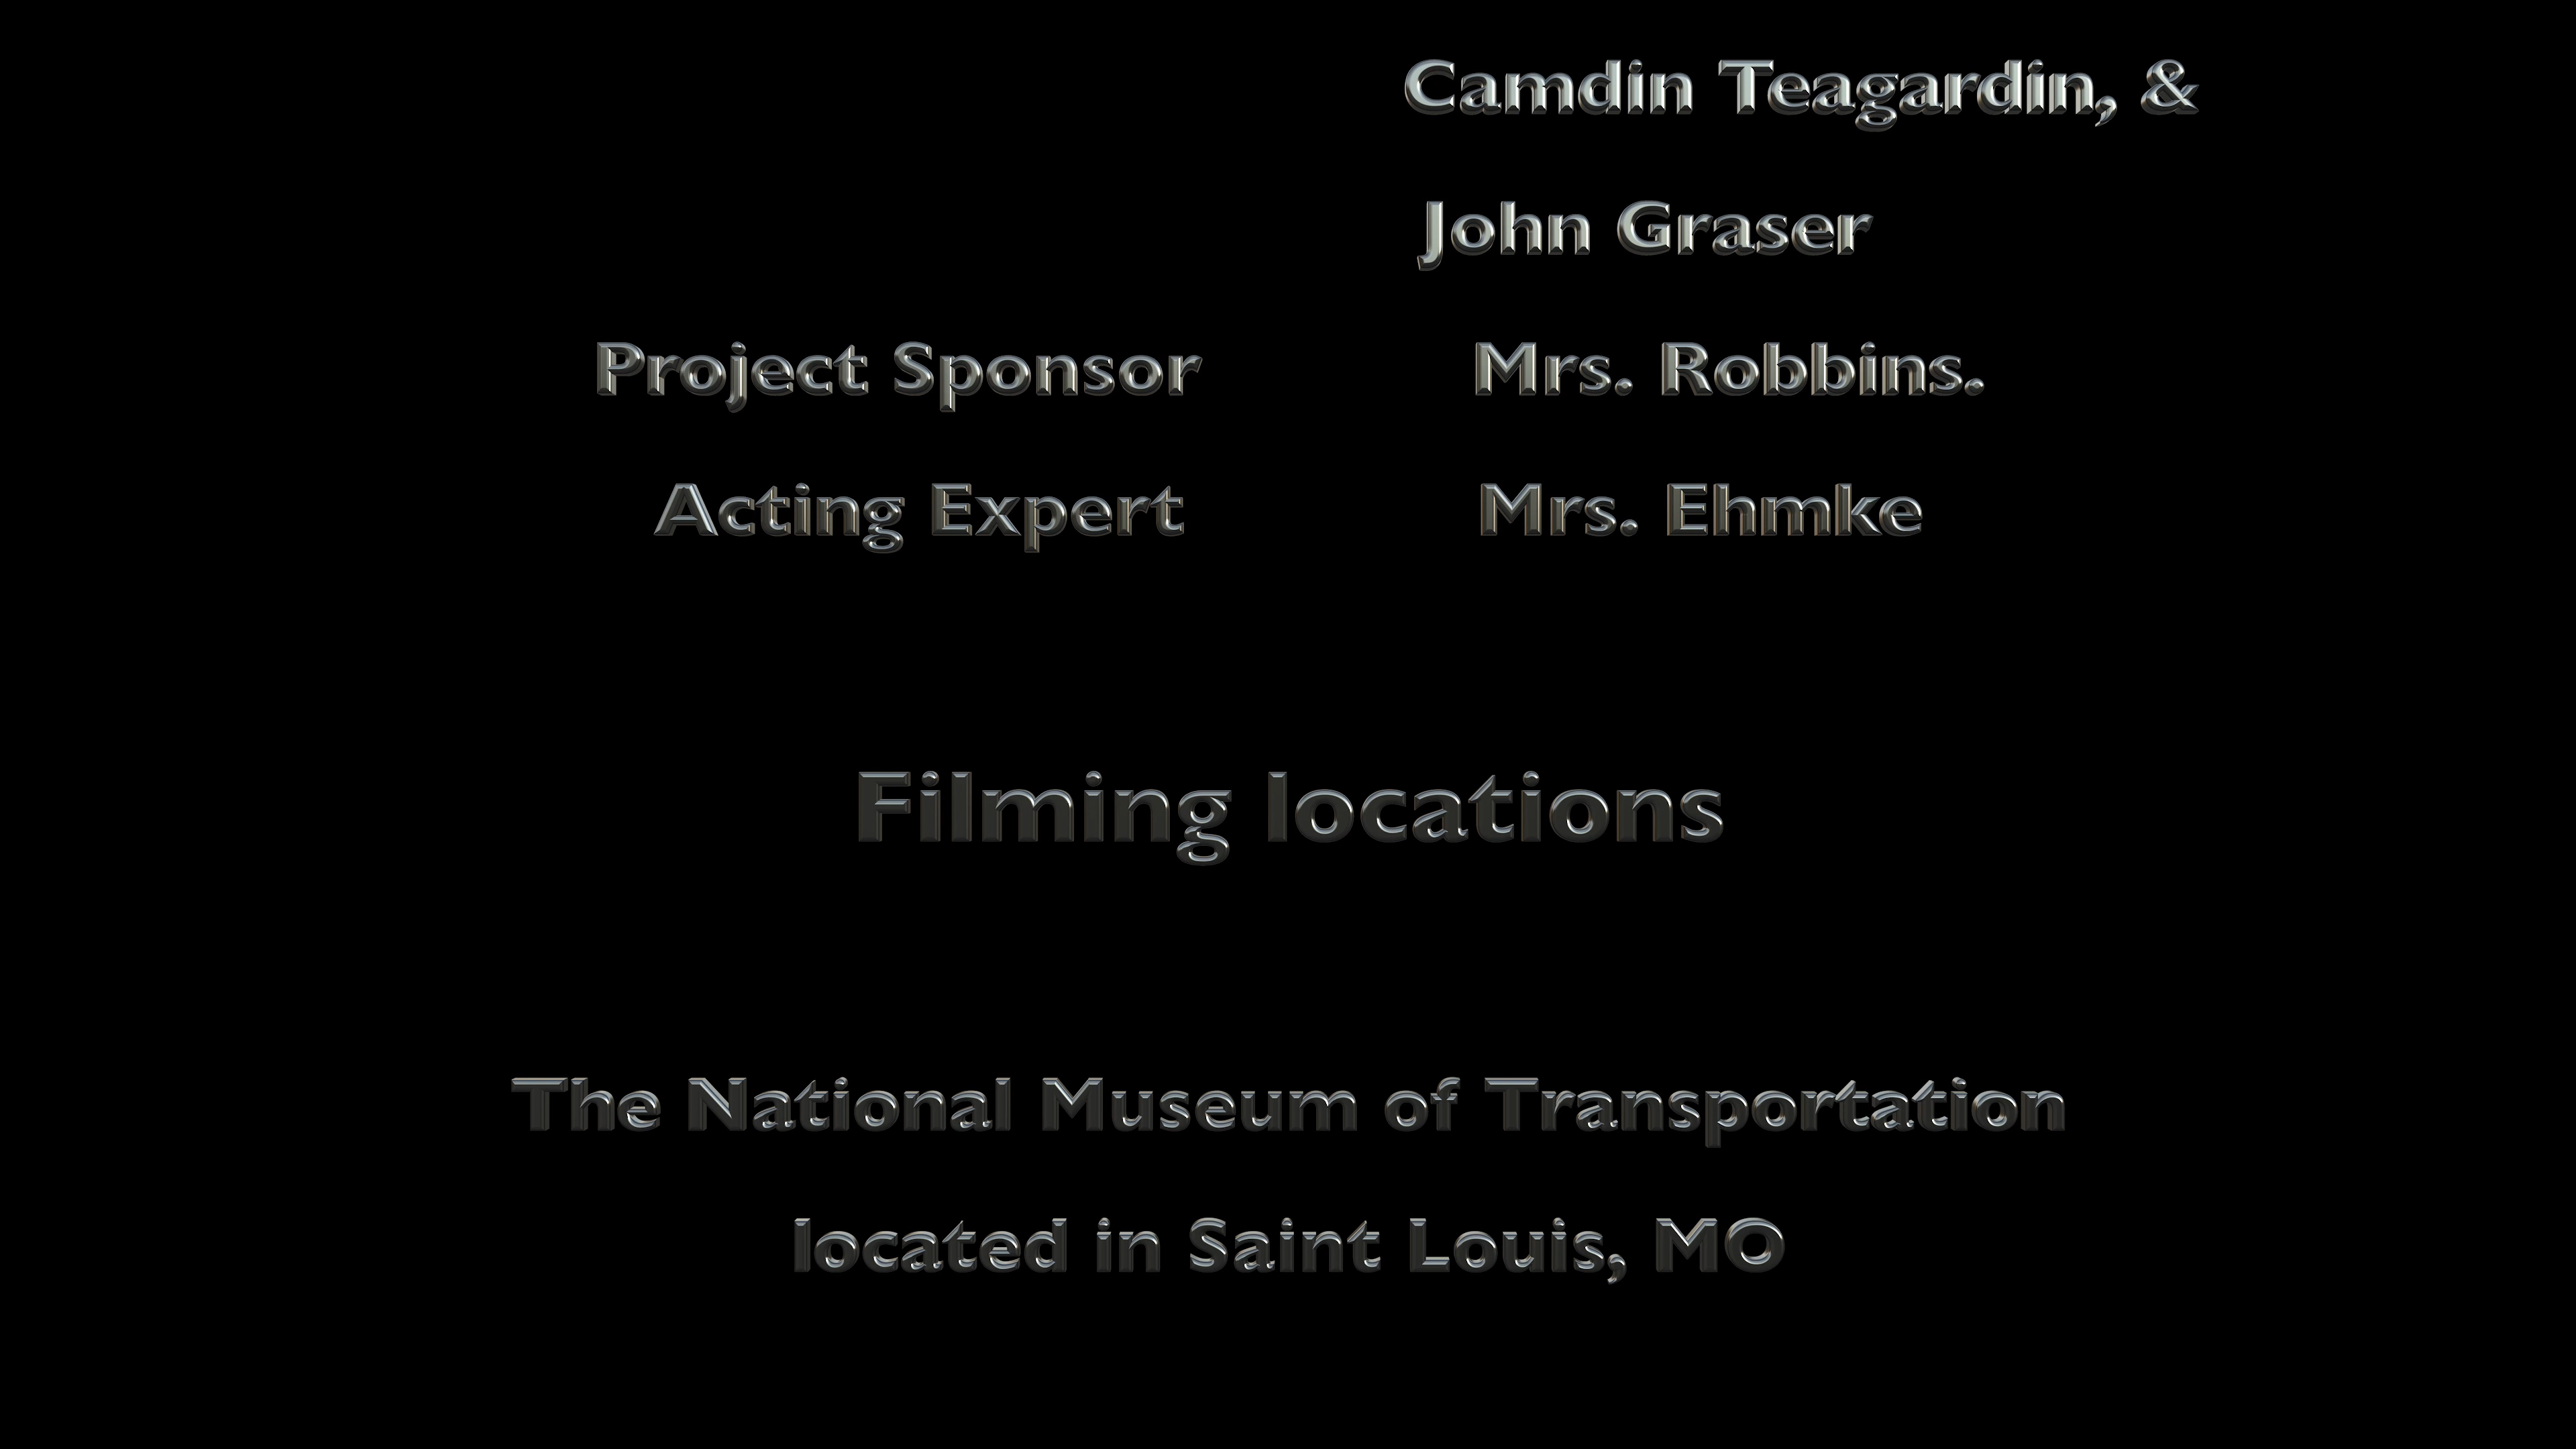 Camdin Teagardin, &
John Graser
Project Sponsor Mrs. Robbins.
Acting Expert Mrs. Ehmke
Filming locations
The National Museum of Transportation
located in Saint Louis, MO